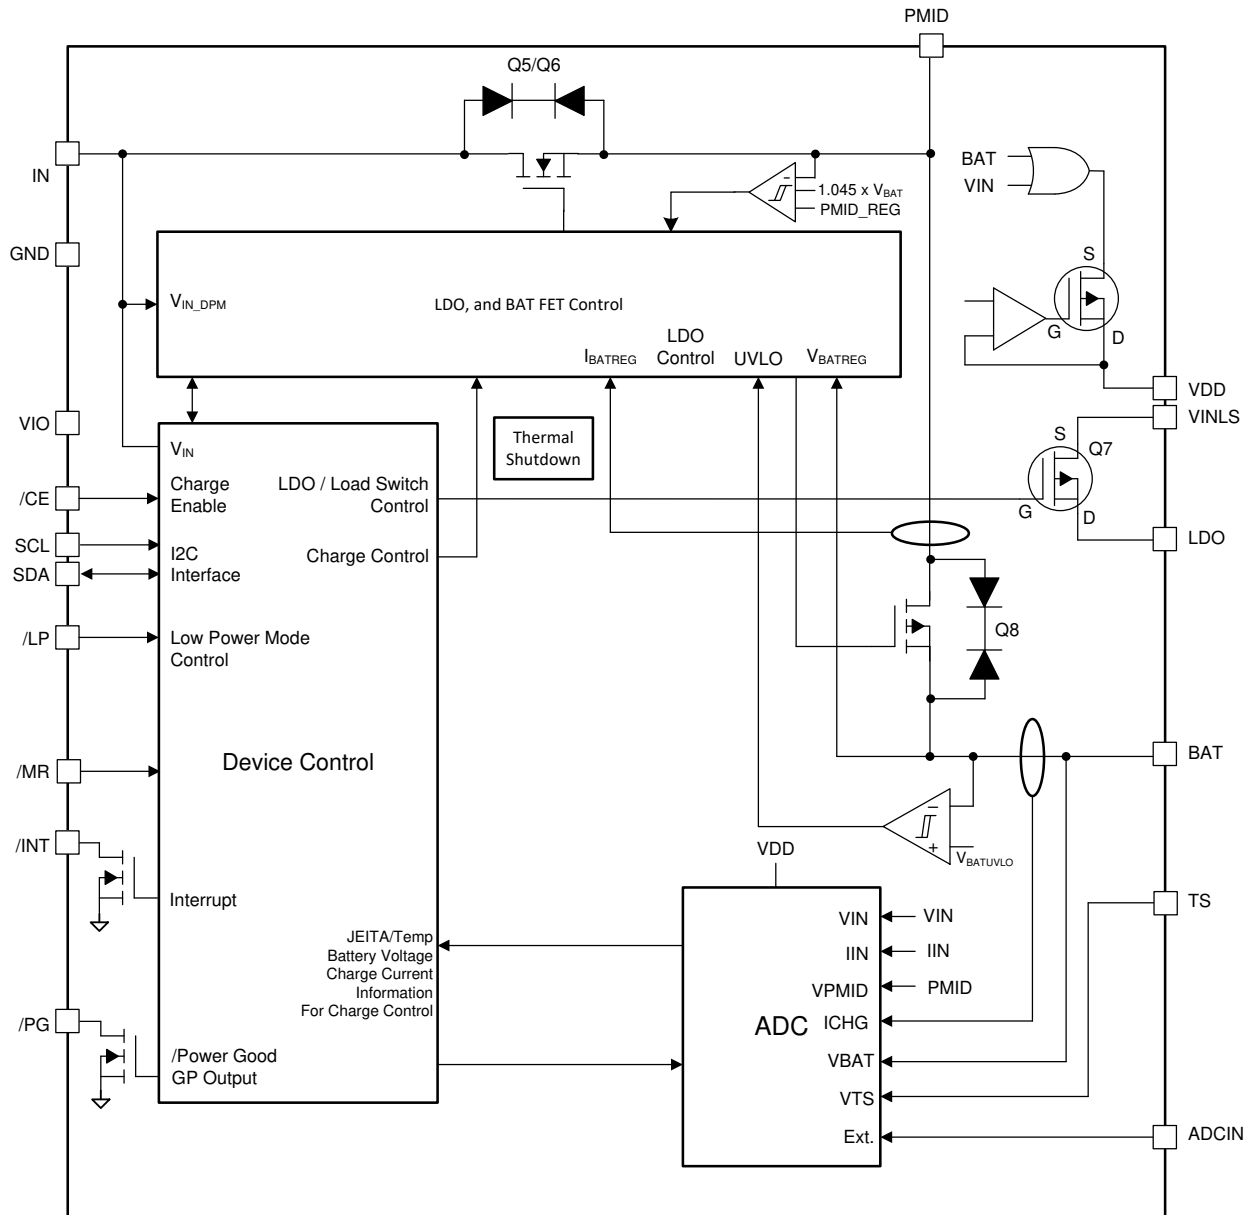 PMID
Q5/Q6
IN
BAT
VIN
-
1.045 x VBAT
PMID_REG
GND
S
G
D
VIN_DPM
LDO, and BAT FET Control
IBATREG
LDO
Control
UVLO
VBATREG
VDD
VINLS
VIO
VIN
Thermal
Shutdown
S
Q7
G
D
/CE
Charge
Enable
LDO / Load Switch
Control
LDO
SCL
SDA
I2C
Interface
Charge Control
/LP
Low Power Mode
Control
Q8
Device Control
/MR
BAT
/INT
Interrupt
-
+
VBATUVLO
VDD
TS
JEITA/Temp
Battery Voltage
Charge Current
Information
For Charge Control
VIN
VIN
IIN
IIN
VPMID
PMID
ADC
ICHG
VBAT
VTS
Ext.
ADCIN
/PG
/Power Good
GP Output